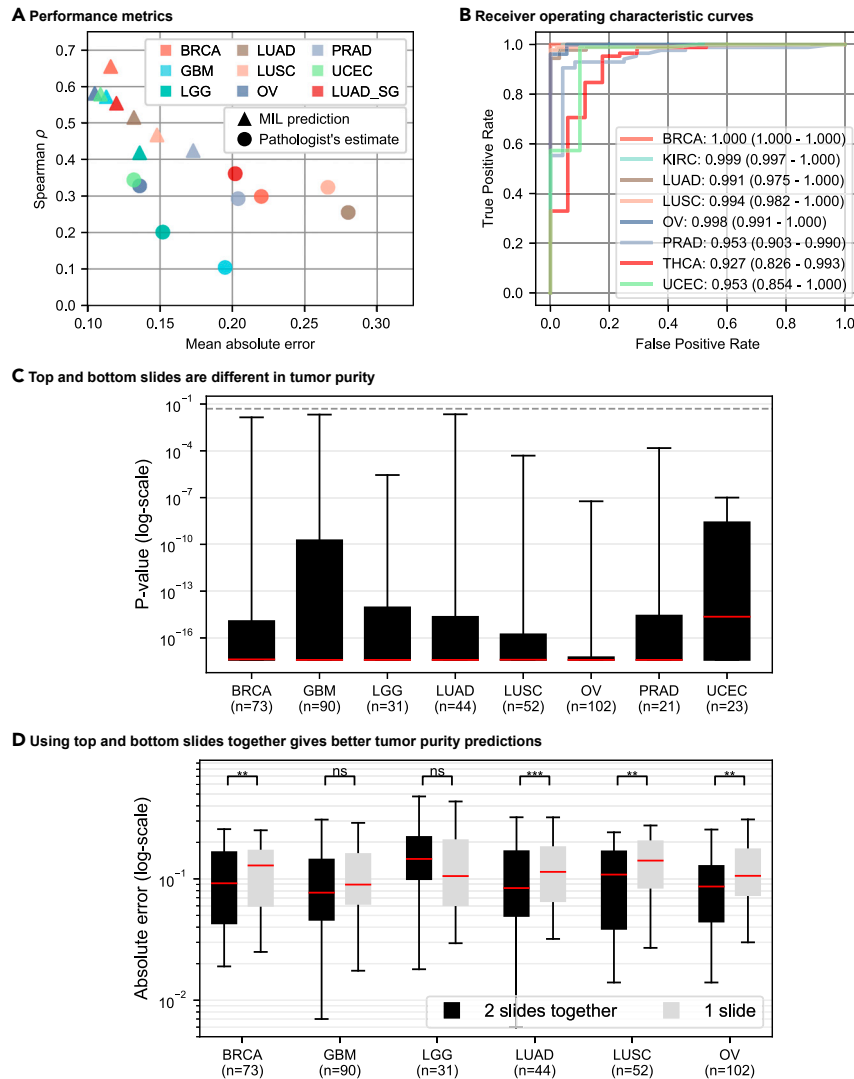 A Performance metrics
0.7
0.6
0.5
0.4
0.3
0.2
0.1
0.0
Spearman ρ
BRCA LUAD PRAD
GBM LUSC UCEC
LGG OV LUAD_SG
MIL prediction
Pathologist's estimate
0.10 0.15 0.20 0.25 0.30
Mean absolute error
B Receiver operating characteristic curves
1.0
0.8
0.6
0.4
0.2
0.0
True Positive Rate
BRCA: 1.000 (1.000 - 1.000)
KIRC: 0.999 (0.997 - 1.000)
LUAD: 0.991 (0.975 - 1.000)
LUSC: 0.994 (0.982 - 1.000)
OV: 0.998 (0.991 - 1.000)
PRAD: 0.953 (0.903 - 0.990)
THCA: 0.927 (0.826 - 0.993)
UCEC: 0.953 (0.854 - 1.000)
0.0 0.2 0.4 0.6 0.8 1.0
False Positive Rate
C Top and bottom slides are different in tumor purity
10⁻¹
10⁻⁴
10⁻⁷
10⁻¹⁰
10⁻¹³
10⁻¹⁶
P-value (log-scale)
BRCA GBM LGG LUAD LUSC OV PRAD UCEC
(n=73) (n=90) (n=31) (n=44) (n=52) (n=102) (n=21) (n=23)
D Using top and bottom slides together gives better tumor purity predictions
** ns ns *** ** **
10⁻¹
10⁻²
Absolute error (log-scale)
2 slides together 1 slide
BRCA GBM LGG LUAD LUSC OV
(n=73) (n=90) (n=31) (n=44) (n=52) (n=102)